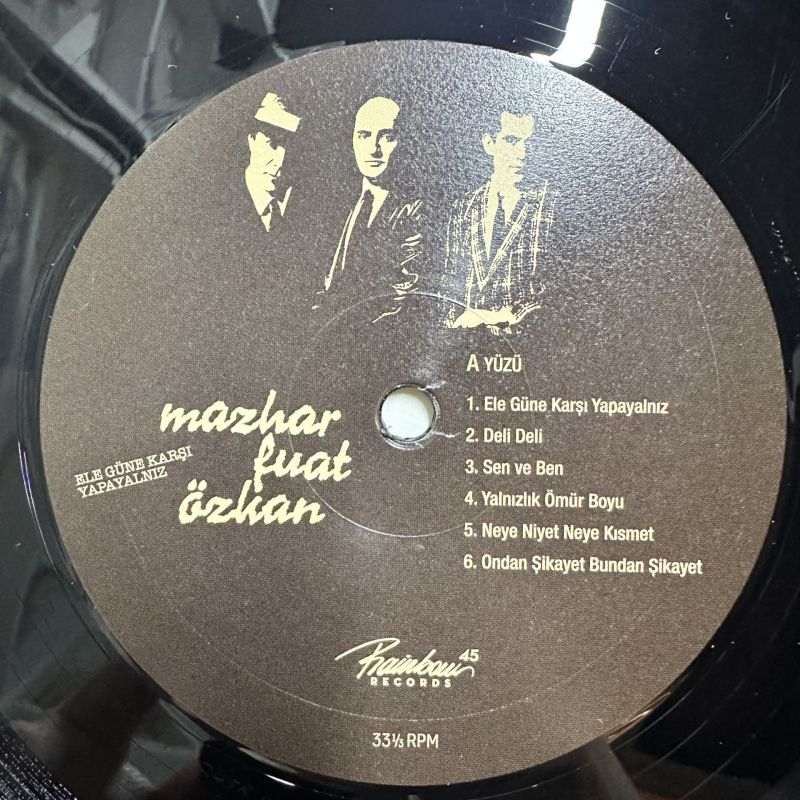 A YÜZÜ
1. Ele Güne Karşı Yapayalnız
2. Deli Deli
3. Sen ve Ben
4. Yalnızlık Ömür Boyu
5. Neye Niyet Neye Kısmet
6. Ondan Şikayet Bundan Şikayet
mazhar
fuat
özkan
ELE GÜNE KARŞI
YAPAYALNIZ
Rainbow 45
RECORDS
33⅓ RPM